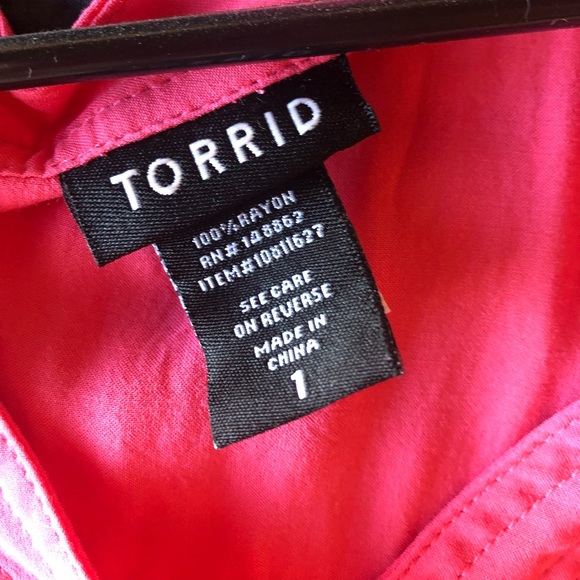 TORRID
100% RAYON
RN# 148862
ITEM#10811627
SEE CARE
ON REVERSE
MADE IN
CHINA
1